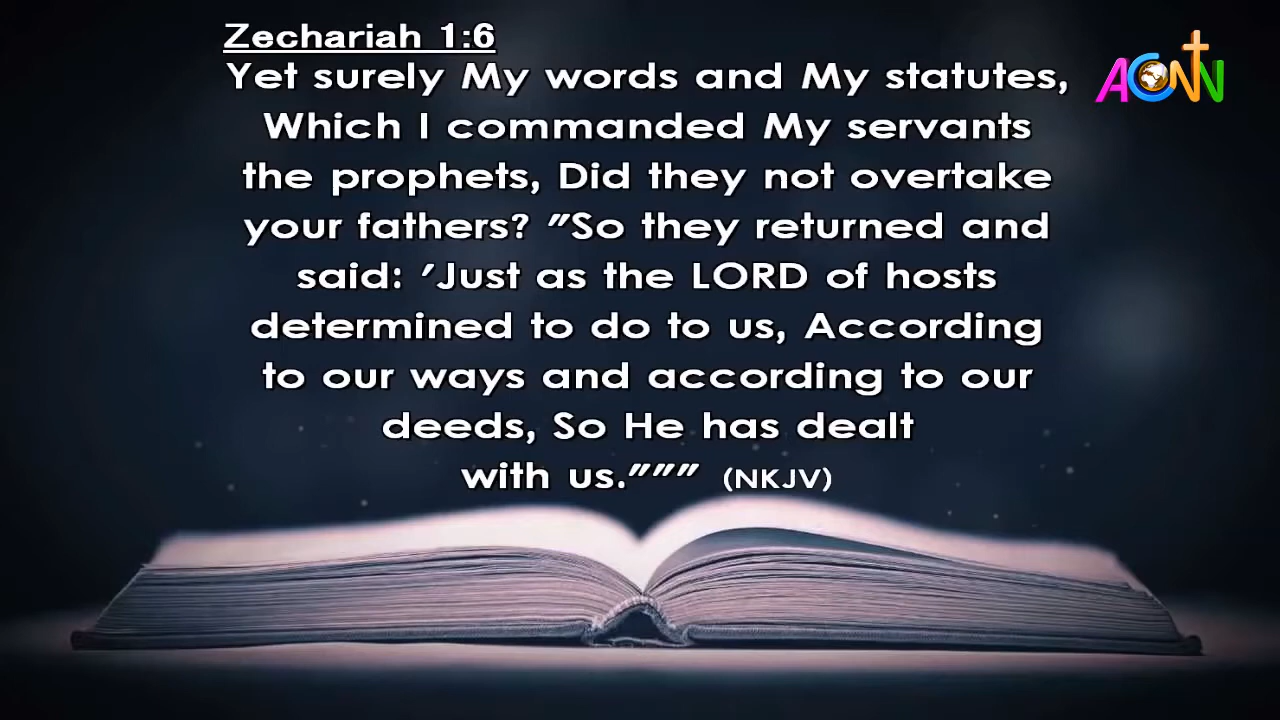 Zechariah 1:6
ACNN
Yet surely My words and My statutes,
Which I commanded My servants
the prophets, Did they not overtake
your fathers? "So they returned and
said: 'Just as the LORD of hosts
determined to do to us, According
to our ways and according to our
deeds, So He has dealt
with us.""" (NKJV)